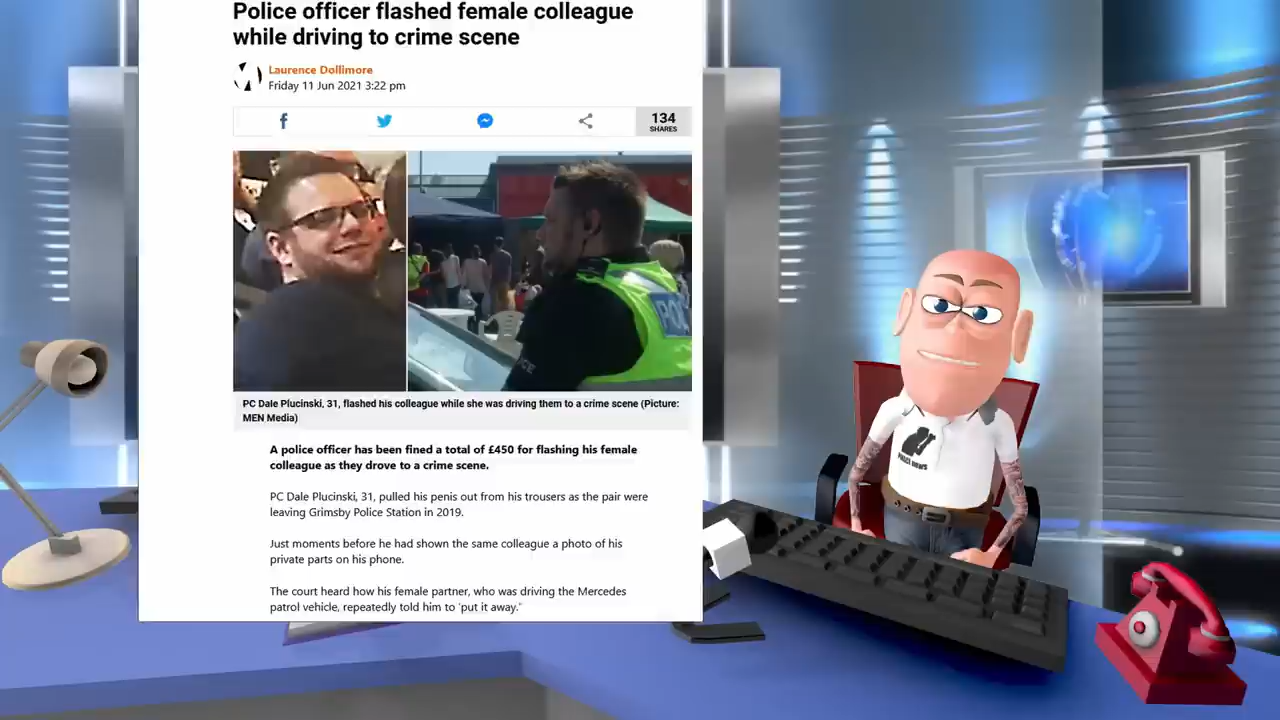 Police officer flashed female colleague
while driving to crime scene
Laurence Dollimore
Friday 11 Jun 2021 3:22 pm
134
SHARES
PC Dale Plucinski, 31, flashed his colleague while she was driving them to a crime scene (Picture:
MEN Media)
A police officer has been fined a total of £450 for flashing his female
colleague as they drove to a crime scene.
PC Dale Plucinski, 31, pulled his penis out from his trousers as the pair were
leaving Grimsby Police Station in 2019.
Just moments before he had shown the same colleague a photo of his
private parts on his phone.
The court heard how his female partner, who was driving the Mercedes
patrol vehicle, repeatedly told him to 'put it away.''